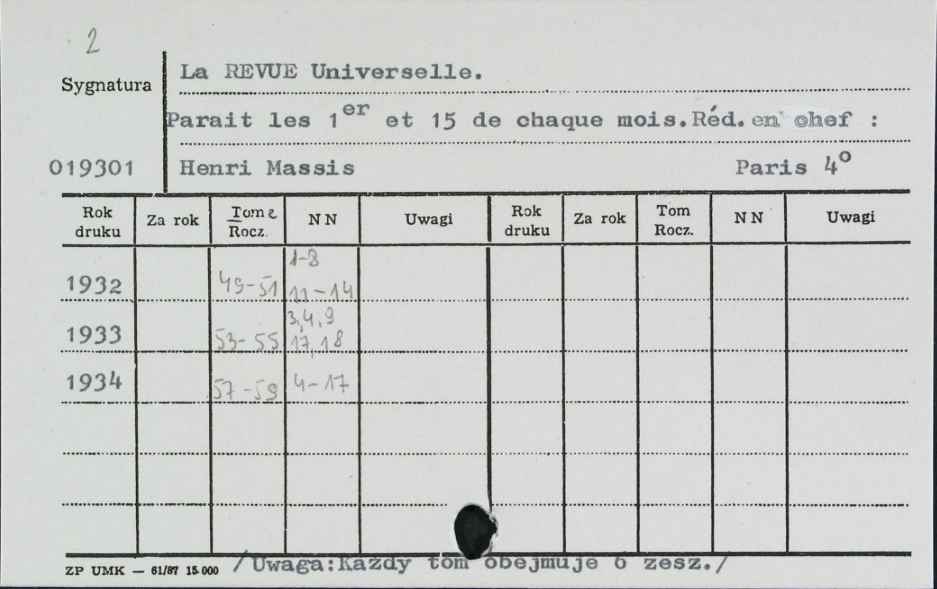 2
Sygnatura
La REVUE Universelle.
Parait les 1er et 15 de chaque mois. Réd. en chef :
019301 Henri Massis Paris 4o
Rok druku Za rok Tom Rocz. NN Uwagi Rok druku Za rok Tom Rocz. NN Uwagi
1-8
1932 49-51 11-14
3,4,9
1933 53-55 17,18
1934 57-59 4-17
ZP UMK — 61/87 15.000 /Uwaga:Każdy tom obejmuje 6 zesz./